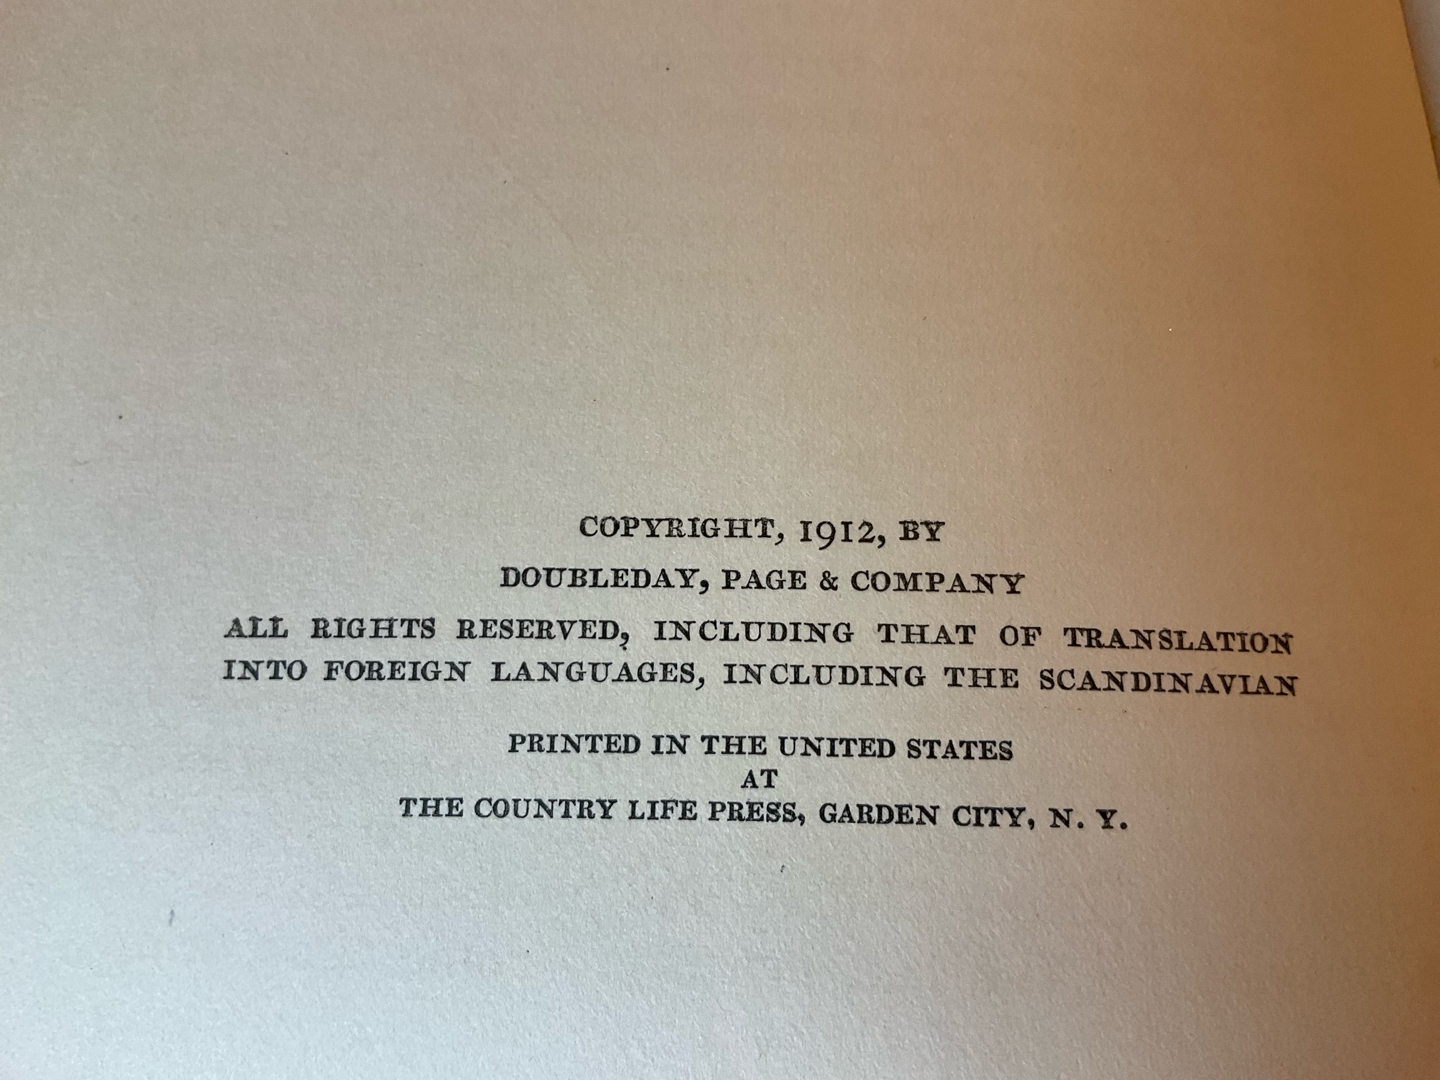 COPYRIGHT, 1912, BY
DOUBLEDAY, PAGE & COMPANY
ALL RIGHTS RESERVED, INCLUDING THAT OF TRANSLATION
INTO FOREIGN LANGUAGES, INCLUDING THE SCANDINAVIAN
PRINTED IN THE UNITED STATES
AT
THE COUNTRY LIFE PRESS, GARDEN CITY, N. Y.